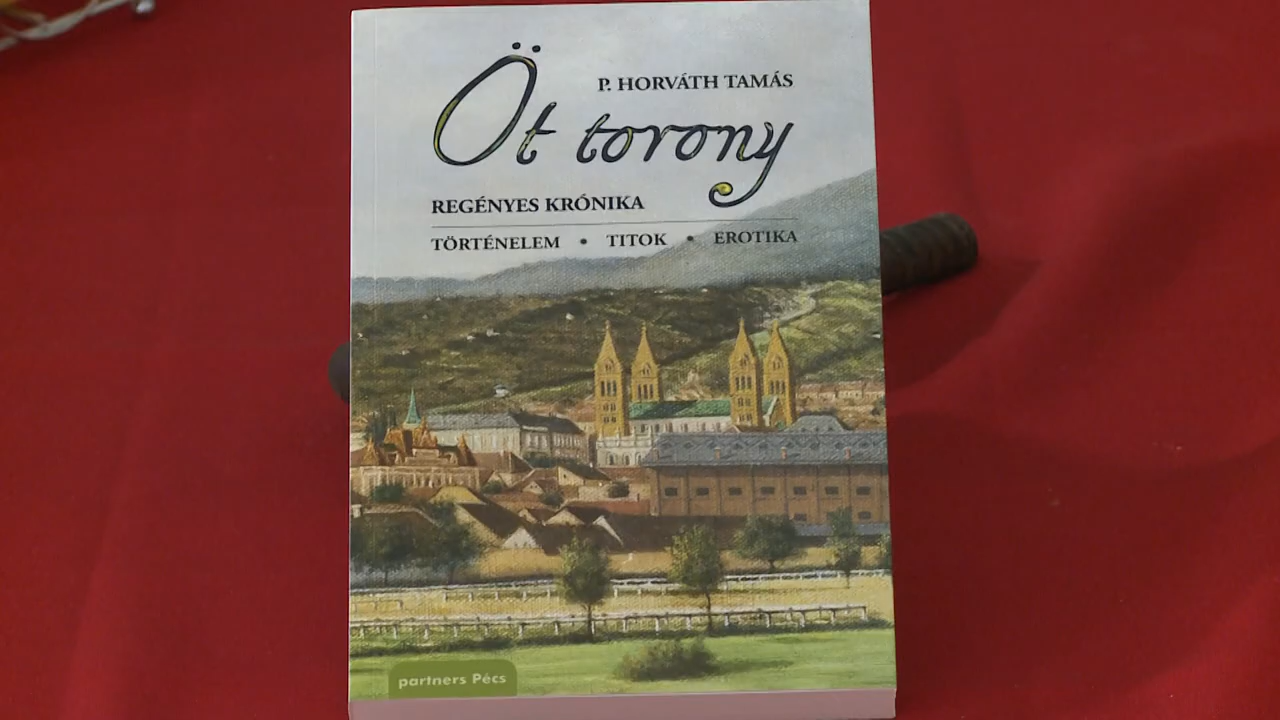 P. HORVÁTH TAMÁS
Öt torony
REGÉNYES KRÓNIKA
TÖRTÉNELEM • TITOK • EROTIKA
partners Pécs